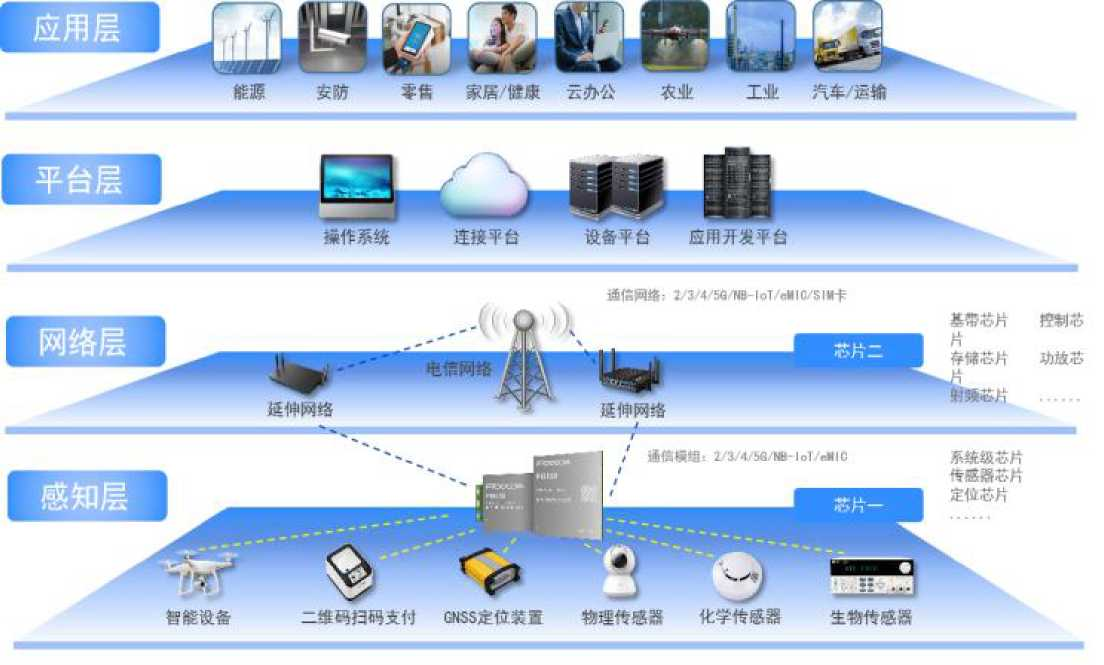 应用层
能源
安防
零售
家居/健康
云办公
农业
工业
汽车/运输
平台层
操作系统
连接平台
设备平台
应用开发平台
通信网络: 2/3/4/5G/NB-IoT/eMIC/SIM卡
网络层
电信网络
延伸网络
延伸网络
芯片二
基带芯片 控制芯
片
存储芯片 功放芯
片
射频芯片 ......
通信模组: 2/3/4/5G/NB-IoT/eMIC
感知层
芯片一
系统级芯片
传感器芯片
定位芯片
......
智能设备
二维码扫码支付
GNSS定位装置
物理传感器
化学传感器
生物传感器